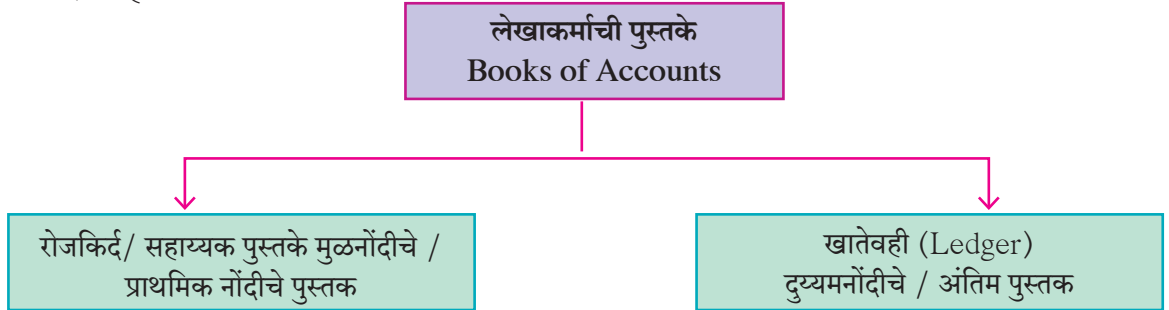 लेखाकर्माची पुस्तके
Books of Accounts
रोजकिर्द/ सहाय्यक पुस्तके मुळनोंदीचे /
प्राथमिक नोंदीचे पुस्तक
खातेवही (Ledger)
दुय्यमनोंदीचे / अंतिम पुस्तक